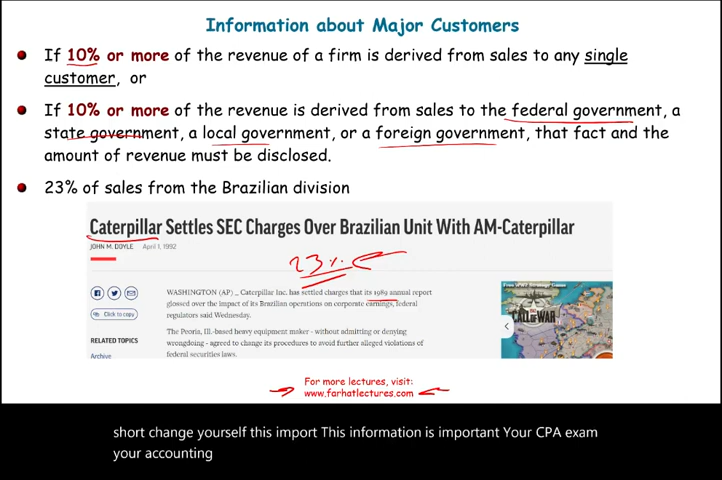 Information about Major Customers
If 10% or more of the revenue of a firm is derived from sales to any single
customer, or
If 10% or more of the revenue is derived from sales to the federal government, a
state government, a local government, or a foreign government, that fact and the
amount of revenue must be disclosed.
23% of sales from the Brazilian division
Caterpillar Settles SEC Charges Over Brazilian Unit With AM-Caterpillar
JOHN M. DOYLE April 1, 1992
23%
WASHINGTON (AP) _ Caterpillar Inc. has settled charges that its 1989 annual report
glossed over the impact of its Brazilian operations on corporate earnings, federal
regulators said Wednesday.
Click to copy
The Peoria, Ill.-based heavy equipment maker - without admitting or denying
wrongdoing - agreed to change its procedures to avoid further alleged violations of
federal securities laws.
RELATED TOPICS
Archive
Free WW2 Strategy Game
CALL OF WAR
For more lectures, visit:
www.farhatlectures.com
short change yourself this import This information is important Your CPA exam
your accounting